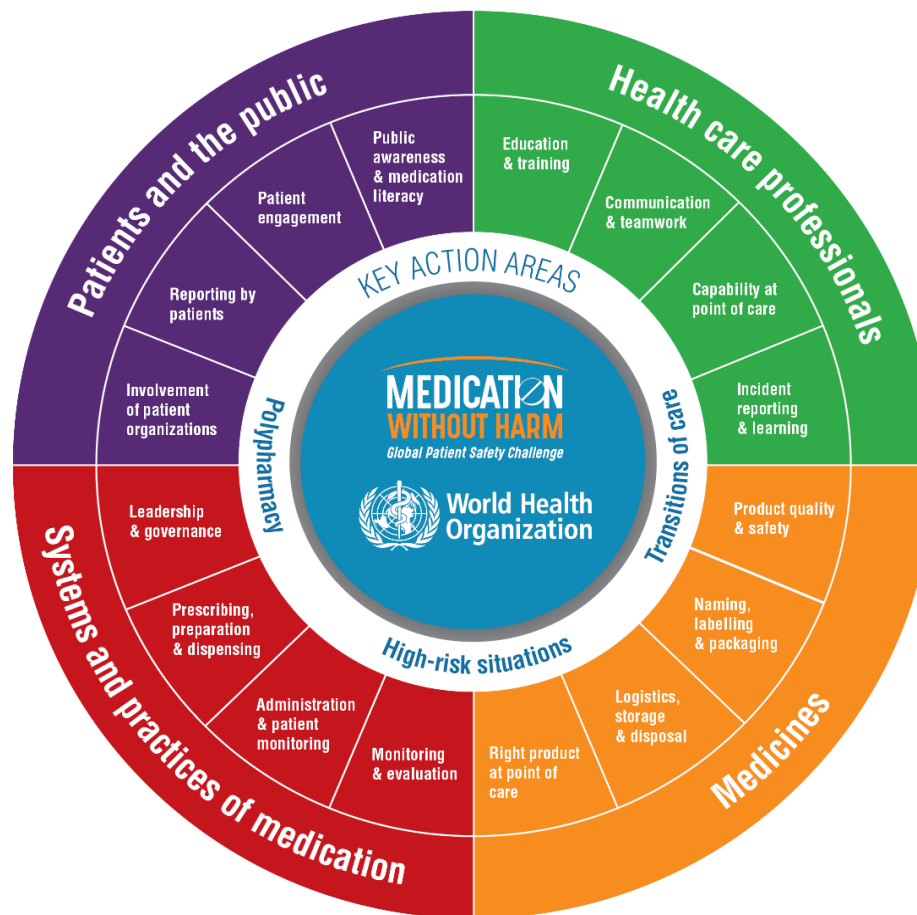 Patients and the public
Public
awareness
& medication
literacy
Patient
engagement
Reporting by
patients
Involvement
of patient
organizations
Health care professionals
Education
& training
Communication
& teamwork
Capability at
point of care
Incident
reporting
& learning
KEY ACTION AREAS
Polypharmacy
Transitions of care
High-risk situations
MEDICATION
WITHOUT HARM
Global Patient Safety Challenge
World Health
Organization
Systems and practices of medication
Leadership
& governance
Prescribing,
preparation
& dispensing
Administration
& patient
monitoring
Monitoring
& evaluation
Medicines
Product quality
& safety
Naming,
labelling
& packaging
Logistics,
storage
& disposal
Right product
at point of
care